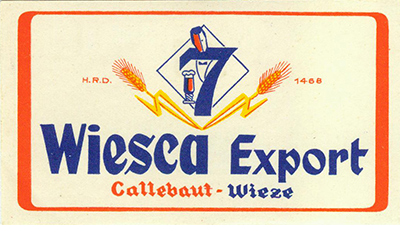 7
H.R.D. 1468
Wiesca Export
Callebaut - Wieze